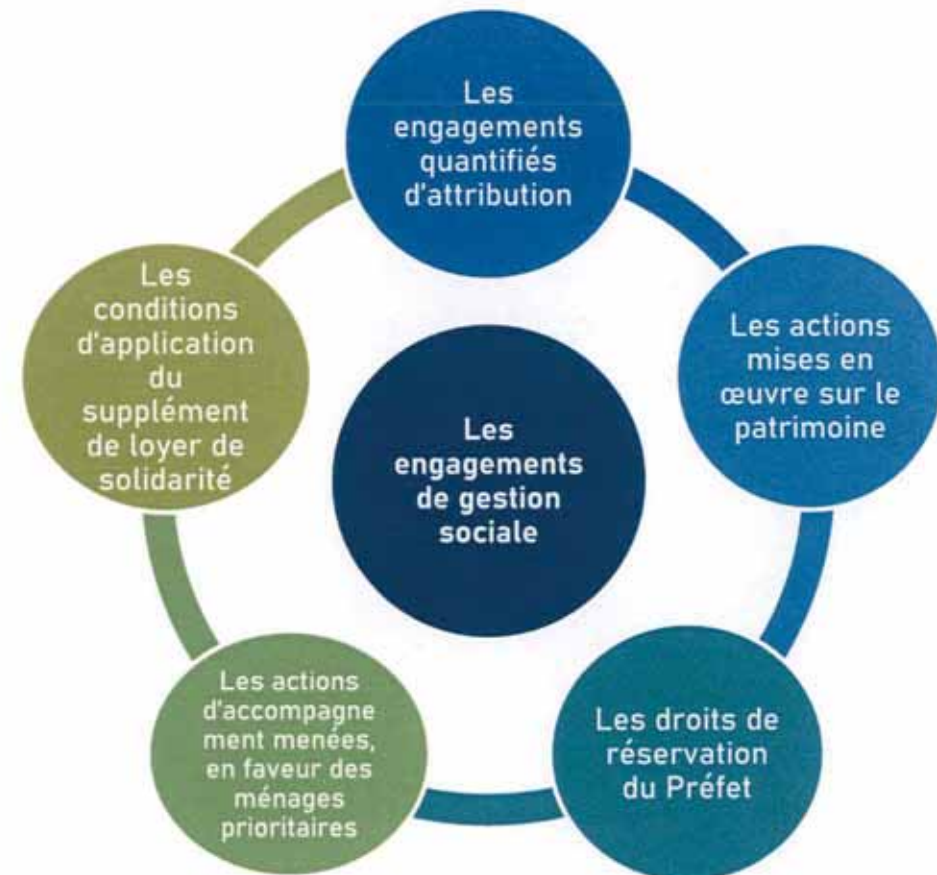 Les
engagements
quantifiés
d'attribution
Les actions
mises en
œuvre sur le
patrimoine
Les droits de
réservation
du Préfet
Les actions
d'accompagne
ment menées,
en faveur des
ménages
prioritaires
Les
conditions
d'application
du
supplément
de loyer de
solidarité
Les
engagements
de gestion
sociale